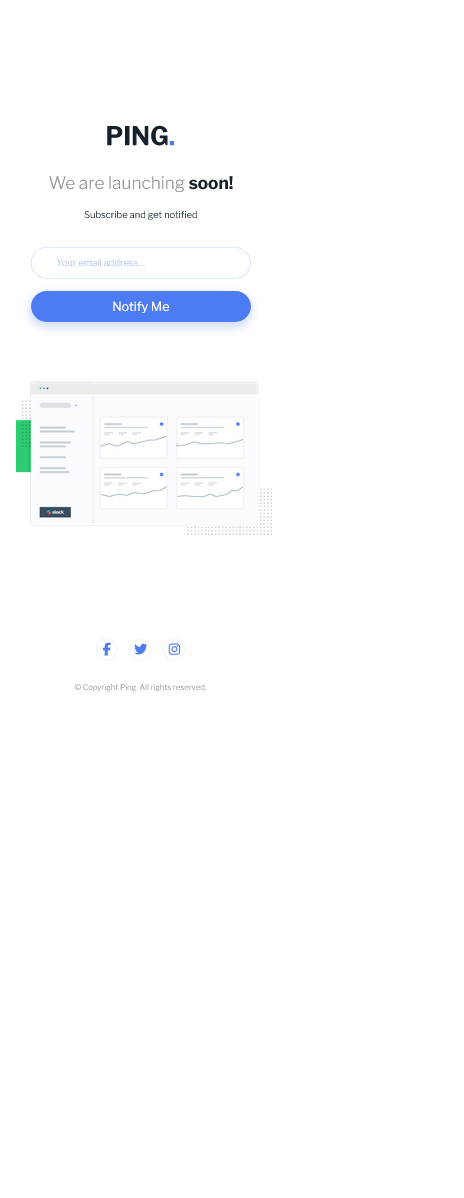 PING.
We are launching soon!
Subscribe and get notified
Your email address...
Notify Me
slack
© Copyright Ping. All rights reserved.